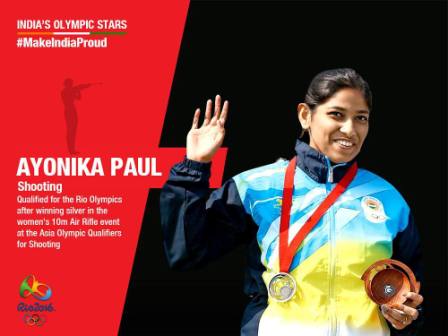 INDIA'S OLYMPIC STARS
#MakeIndiaProud
AYONIKA PAUL
Shooting
Qualified for the Rio Olympics
after winning silver in the
women's 10m Air Rifle event
at the Asia Olympic Qualifiers
for Shooting
Rio2016